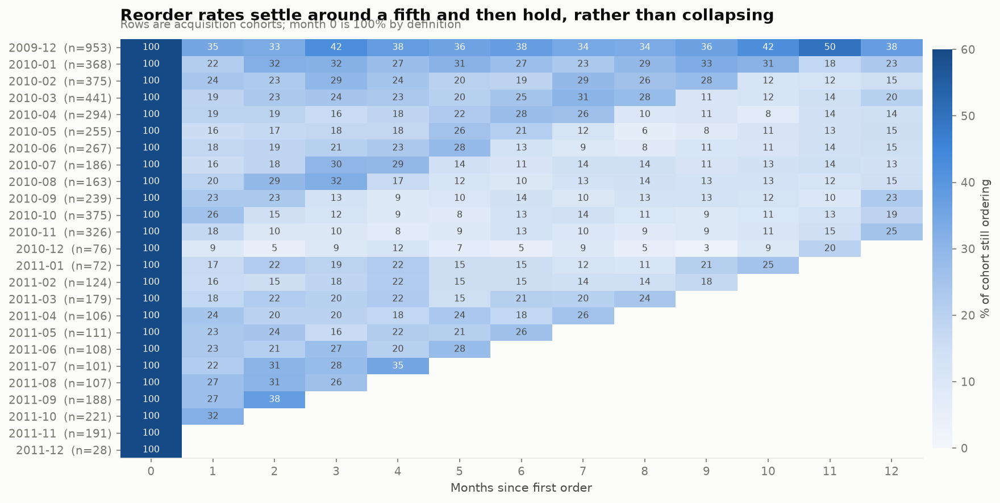 Reorder rates settle around a fifth and then hold, rather than collapsing
Rows are acquisition cohorts; month 0 is 100% by definition
2009-12 (n=953) 100 35 33 42 38 36 38 34 34 36 42 50 38
2010-01 (n=368) 100 22 32 32 27 31 27 23 29 33 31 18 23
2010-02 (n=375) 100 24 23 29 24 20 19 29 26 28 12 12 15
2010-03 (n=441) 100 19 23 24 23 20 25 31 28 11 12 14 20
2010-04 (n=294) 100 19 19 16 18 22 28 26 10 11 8 14 14
2010-05 (n=255) 100 16 17 18 18 26 21 12 6 8 11 13 15
2010-06 (n=267) 100 18 19 21 23 28 13 9 8 11 11 14 15
2010-07 (n=186) 100 16 18 30 29 14 11 14 14 11 13 14 13
2010-08 (n=163) 100 20 29 32 17 12 10 13 14 13 13 12 15
2010-09 (n=239) 100 23 23 13 9 10 14 10 13 13 12 10 23
2010-10 (n=375) 100 26 15 12 9 8 13 14 11 9 11 13 19
2010-11 (n=326) 100 18 10 10 8 9 13 10 9 9 11 15 25
2010-12 (n=76) 100 9 5 9 12 7 5 9 5 3 9 20
2011-01 (n=72) 100 17 22 19 22 15 15 12 11 21 25
2011-02 (n=124) 100 16 15 18 22 15 15 14 14 18
2011-03 (n=179) 100 18 22 20 22 15 21 20 24
2011-04 (n=106) 100 24 20 20 18 24 18 26
2011-05 (n=111) 100 23 24 16 22 21 26
2011-06 (n=108) 100 23 21 27 20 28
2011-07 (n=101) 100 22 31 28 35
2011-08 (n=107) 100 27 31 26
2011-09 (n=188) 100 27 38
2011-10 (n=221) 100 32
2011-11 (n=191) 100
2011-12 (n=28) 100
0 1 2 3 4 5 6 7 8 9 10 11 12
Months since first order
60
50
40
30
20
10
0
% of cohort still ordering